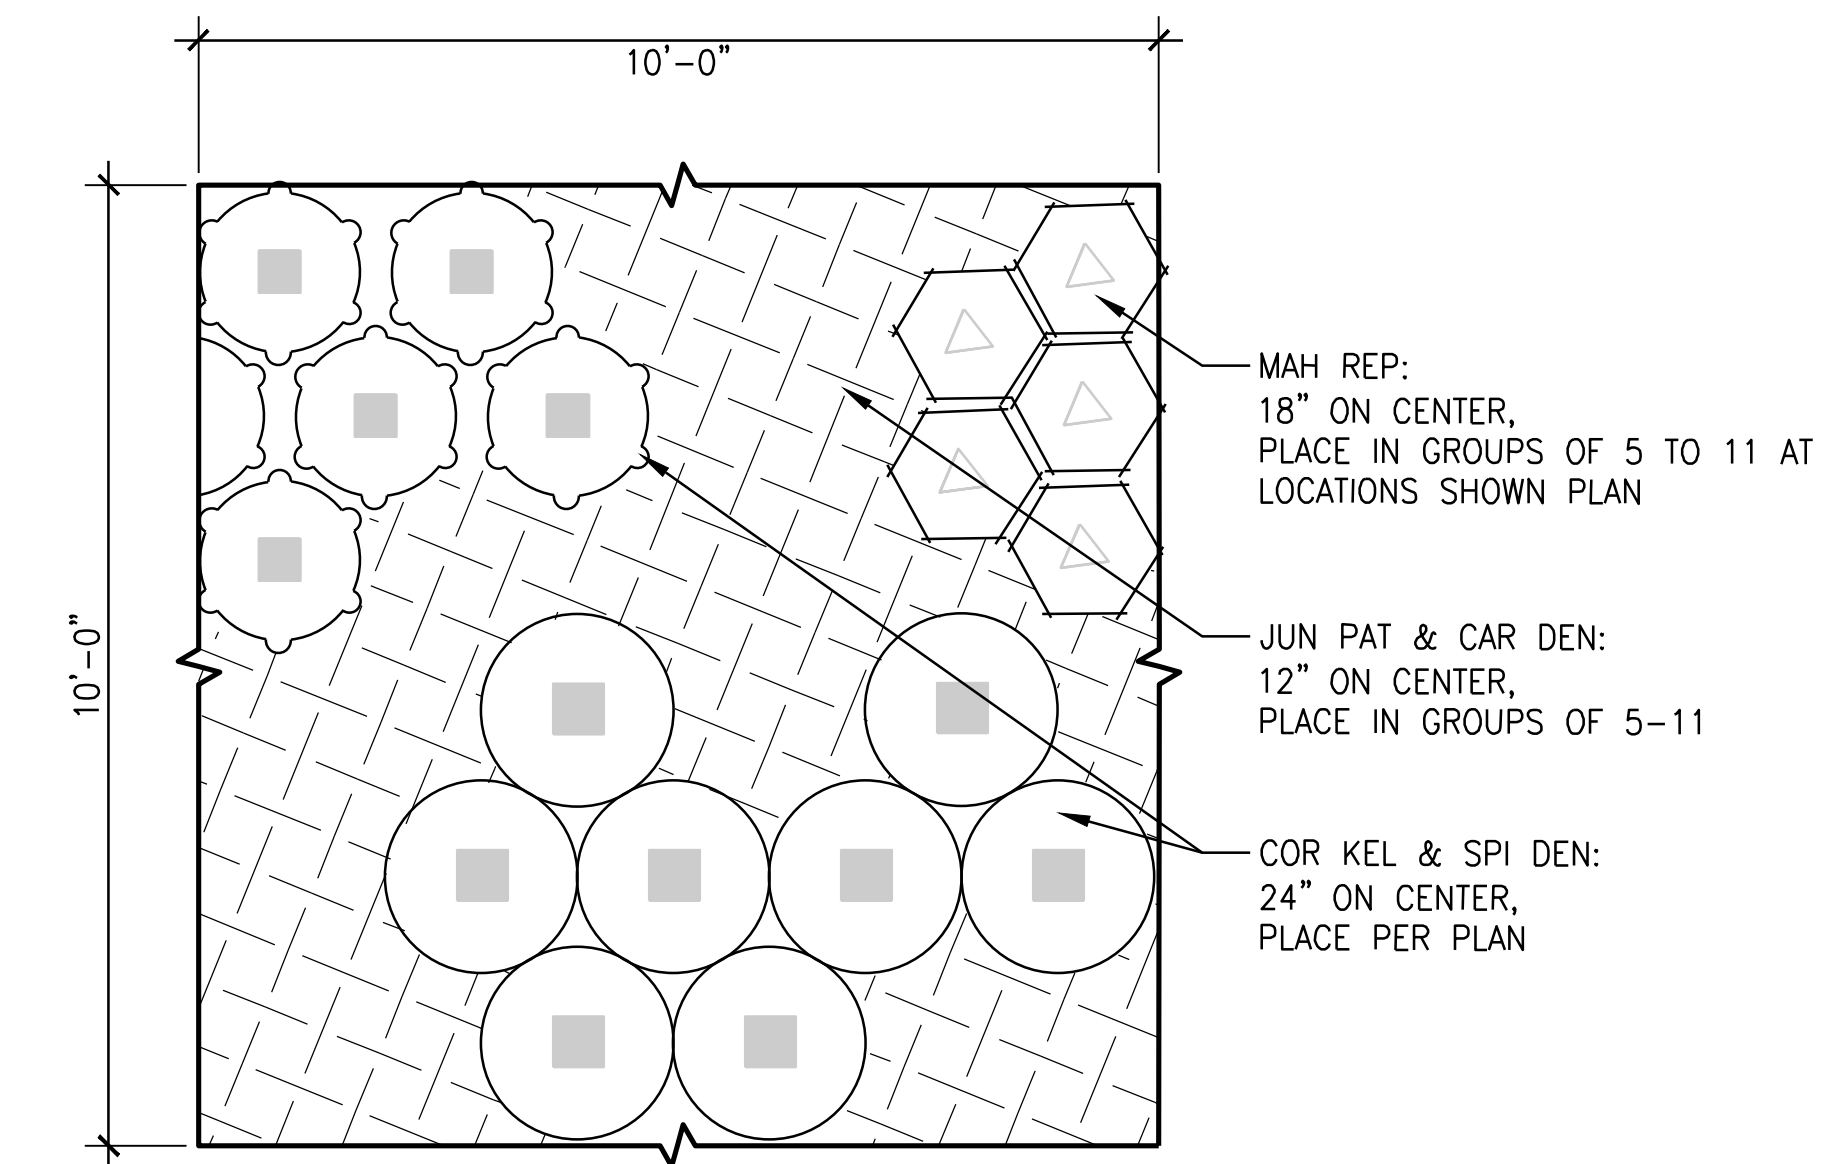 10'-0"
10'-0"
MAH REP:
18" ON CENTER,
PLACE IN GROUPS OF 5 TO 11 AT
LOCATIONS SHOWN PLAN
JUN PAT & CAR DEN:
12" ON CENTER,
PLACE IN GROUPS OF 5-11
COR KEL & SPI DEN:
24" ON CENTER,
PLACE PER PLAN